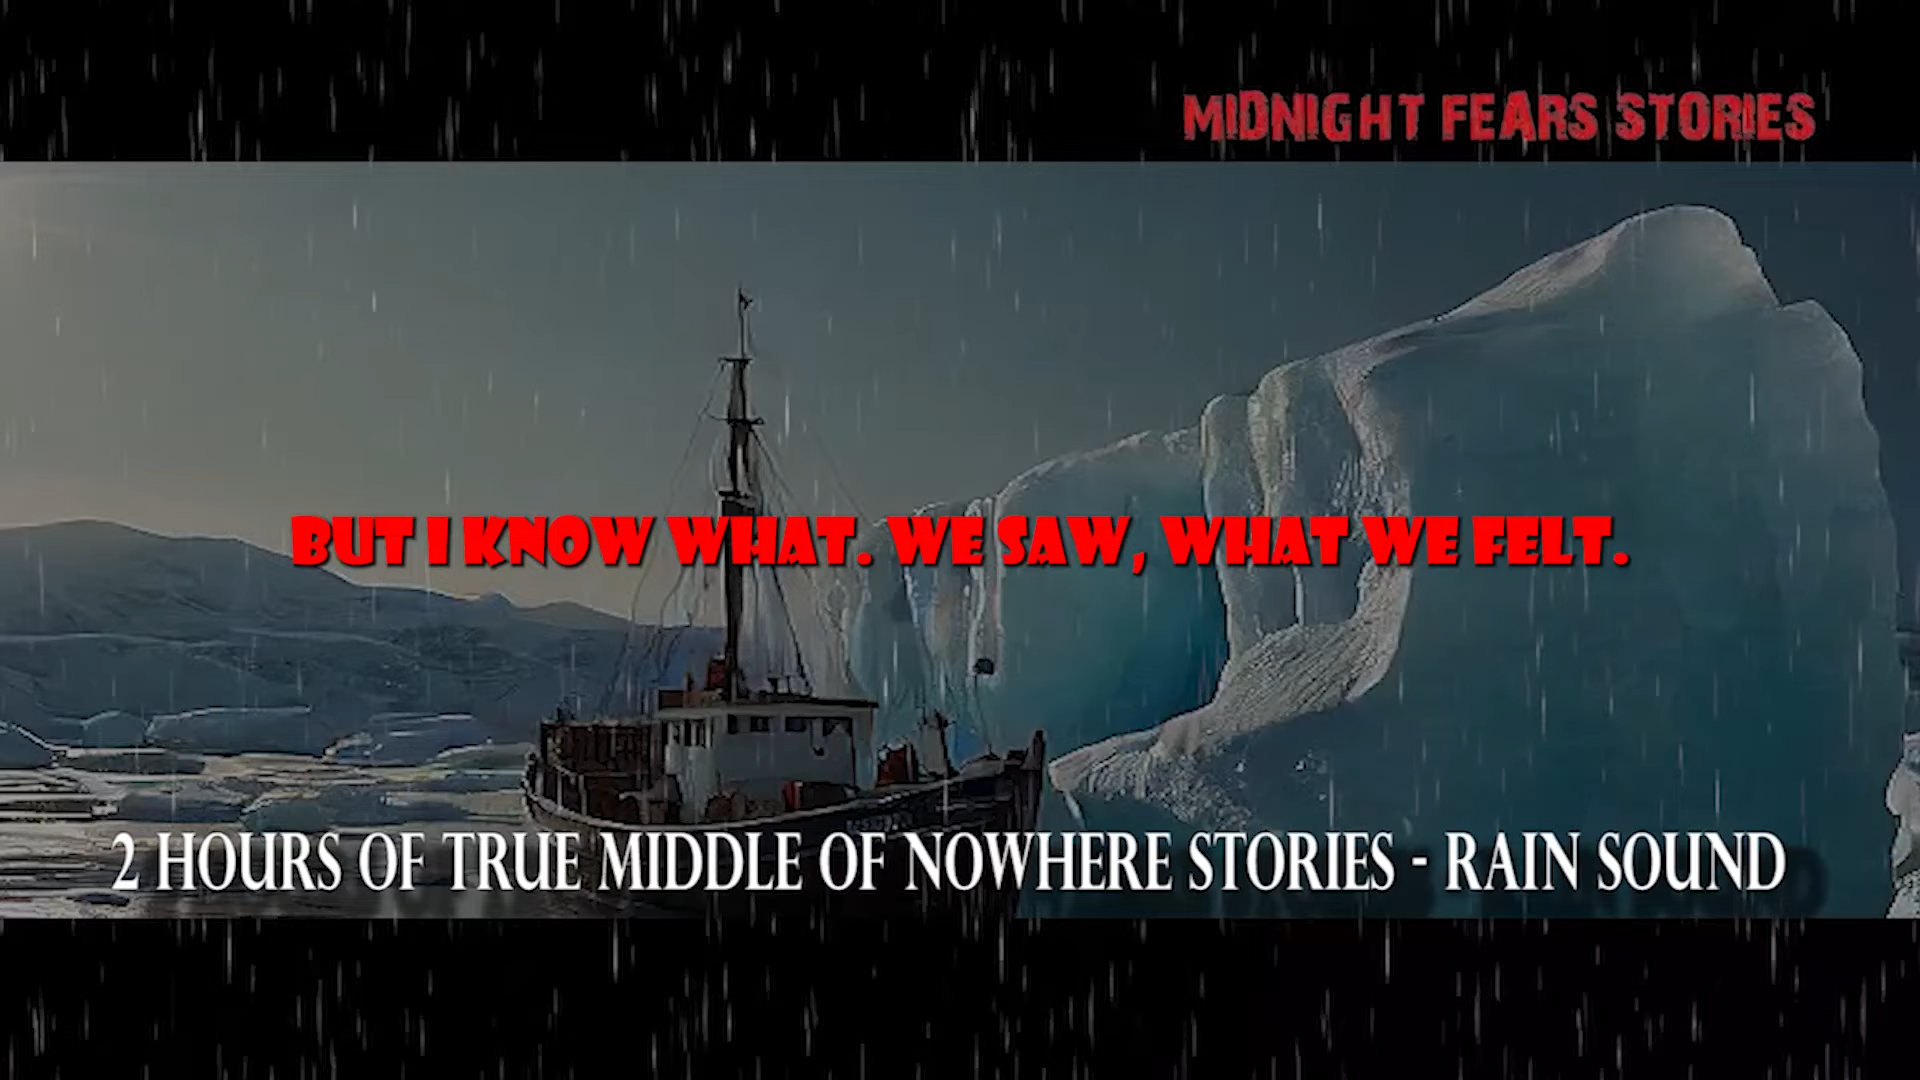 MIDNIGHT FEARS STORIES
BUT I KNOW WHAT. WE SAW, WHAT WE FELT.
2 HOURS OF TRUE MIDDLE OF NOWHERE STORIES - RAIN SOUND